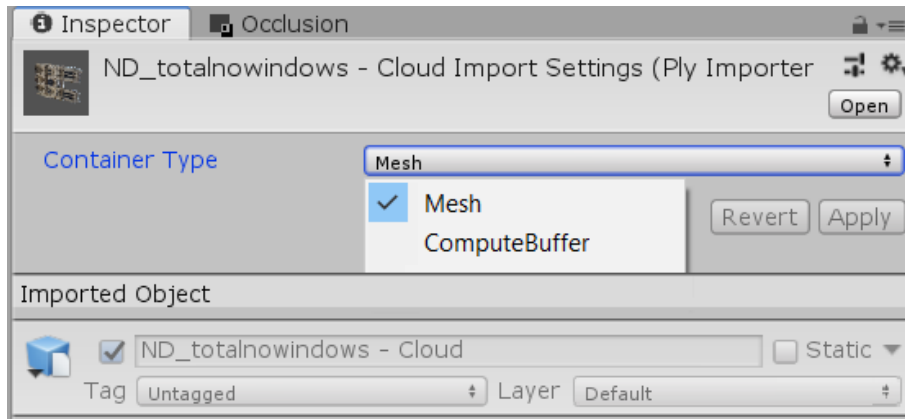 Inspector Occlusion
ND_totalnowindows - Cloud Import Settings (Ply Importer
Open
Container Type Mesh
Mesh
ComputeBuffer
Revert Apply
Imported Object
ND_totalnowindows - Cloud Static
Tag Untagged Layer Default